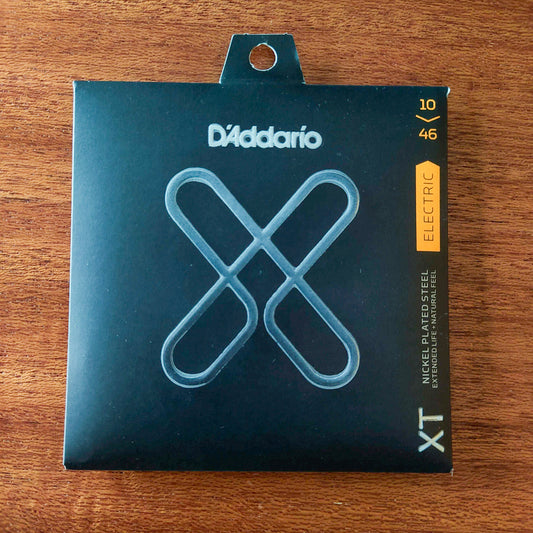 D'Addario
10
46
ELECTRIC
NICKEL PLATED STEEL
EXTENDED LIFE • NATURAL FEEL
XT